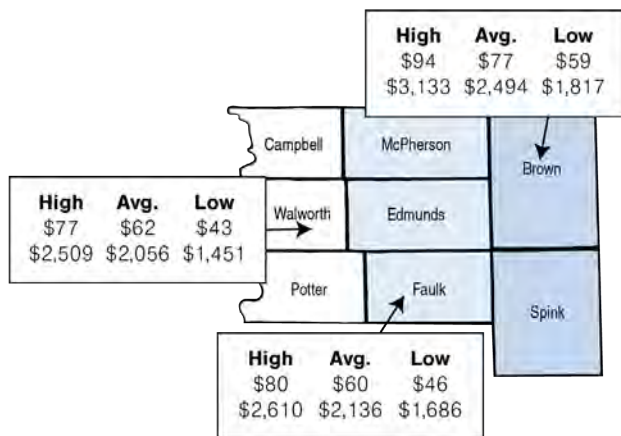 High Avg. Low
$94 $77 $59
$3,133 $2,494 $1,817
Campbell McPherson
Brown
High Avg. Low
$77 $62 $43
$2,509 $2,056 $1,451
Walworth Edmunds
Potter Faulk
Spink
High Avg. Low
$80 $60 $46
$2,610 $2,136 $1,686